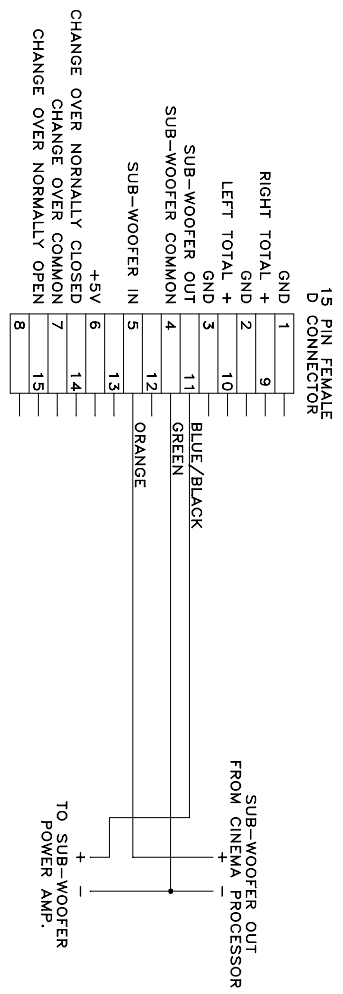 15 PIN FEMALE
D CONNECTOR
GND 1
RIGHT TOTAL + 9
GND 2
LEFT TOTAL + 10
GND 3
SUB-WOOFER OUT 11 BLUE/BLACK
SUB-WOOFER COMMON 4 GREEN
12
SUB-WOOFER IN 5 ORANGE
13
+5V 6
CHANGE OVER NORNALLY CLOSED 14
CHANGE OVER COMMON 7
CHANGE OVER NORMALLY OPEN 15
8
SUB-WOOFER OUT
FROM CINEMA PROCESSOR
+ -
+ -
TO SUB-WOOFER
POWER AMP.